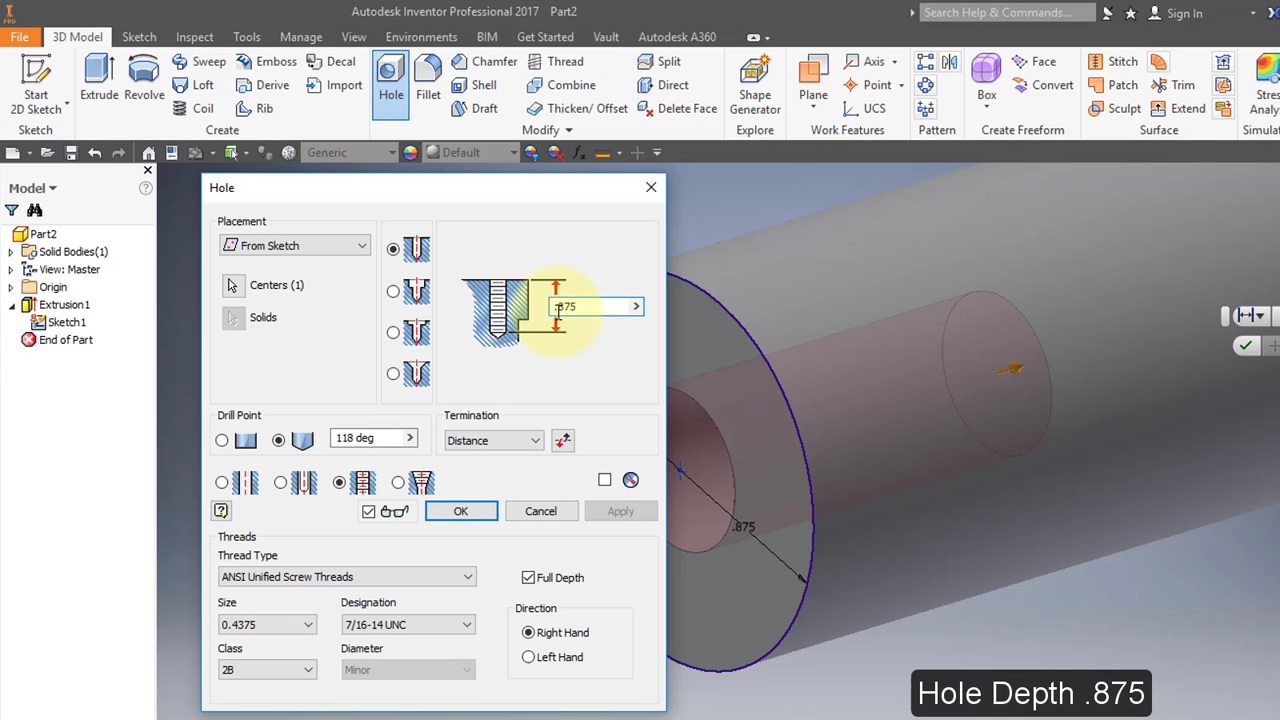 Autodesk Inventor Professional 2017 Part2
Search Help & Commands...
Sign In
PRO
File
3D Model
Sketch
Inspect
Tools
Manage
View
Environments
BIM
Get Started
Vault
Autodesk A360
Start
2D Sketch
Sketch
Extrude
Revolve
Sweep
Loft
Coil
Emboss
Derive
Rib
Decal
Import
Create
Hole
Fillet
Chamfer
Shell
Draft
Thread
Combine
Thicken/ Offset
Split
Direct
Delete Face
Modify
Shape
Generator
Explore
Plane
Axis
Point
UCS
Work Features
Pattern
Box
Face
Convert
Create Freeform
Stitch
Patch
Sculpt
Trim
Extend
Surface
Stres
Analy
Simulat
Generic
Default
fx
Model
Part2
Solid Bodies(1)
View: Master
Origin
Extrusion1
Sketch1
End of Part
Hole
Placement
From Sketch
Centers (1)
Solids
.875
Drill Point
118 deg
Termination
Distance
OK
Cancel
Apply
Threads
Thread Type
ANSI Unified Screw Threads
Full Depth
Size
0.4375
Designation
7/16-14 UNC
Direction
Right Hand
Left Hand
Class
2B
Diameter
Minor
.875
Hole Depth .875